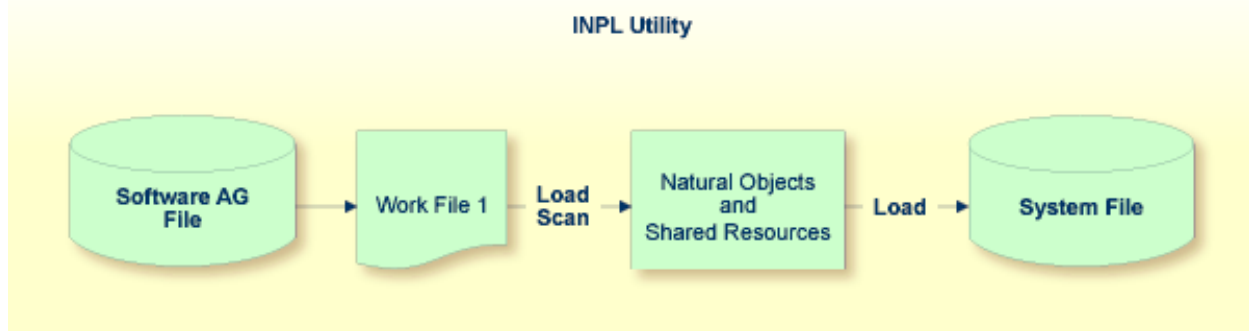 INPL Utility
Software AG
File
Work File 1
Load
Scan
Natural Objects
and
Shared Resources
Load
System File